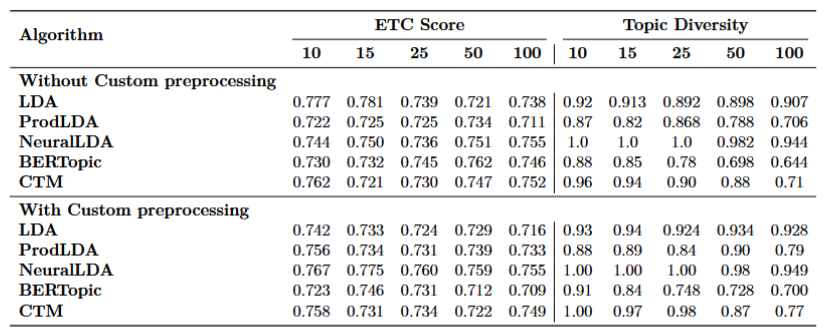 Algorithm ETC Score Topic Diversity
10 15 25 50 100 10 15 25 50 100
Without Custom preprocessing
LDA 0.777 0.781 0.739 0.721 0.738 0.92 0.913 0.892 0.898 0.907
ProdLDA 0.722 0.725 0.725 0.734 0.711 0.87 0.82 0.868 0.788 0.706
NeuralLDA 0.744 0.750 0.736 0.751 0.755 1.0 1.0 1.0 0.982 0.944
BERTopic 0.730 0.732 0.745 0.762 0.746 0.88 0.85 0.78 0.698 0.644
CTM 0.762 0.721 0.730 0.747 0.752 0.96 0.94 0.90 0.88 0.71
With Custom preprocessing
LDA 0.742 0.733 0.724 0.729 0.716 0.93 0.94 0.924 0.934 0.928
ProdLDA 0.756 0.734 0.731 0.739 0.733 0.88 0.89 0.84 0.90 0.79
NeuralLDA 0.767 0.775 0.760 0.759 0.755 1.00 1.00 1.00 0.98 0.949
BERTopic 0.723 0.746 0.731 0.712 0.709 0.91 0.84 0.748 0.728 0.700
CTM 0.758 0.731 0.734 0.722 0.749 1.00 0.97 0.98 0.87 0.77